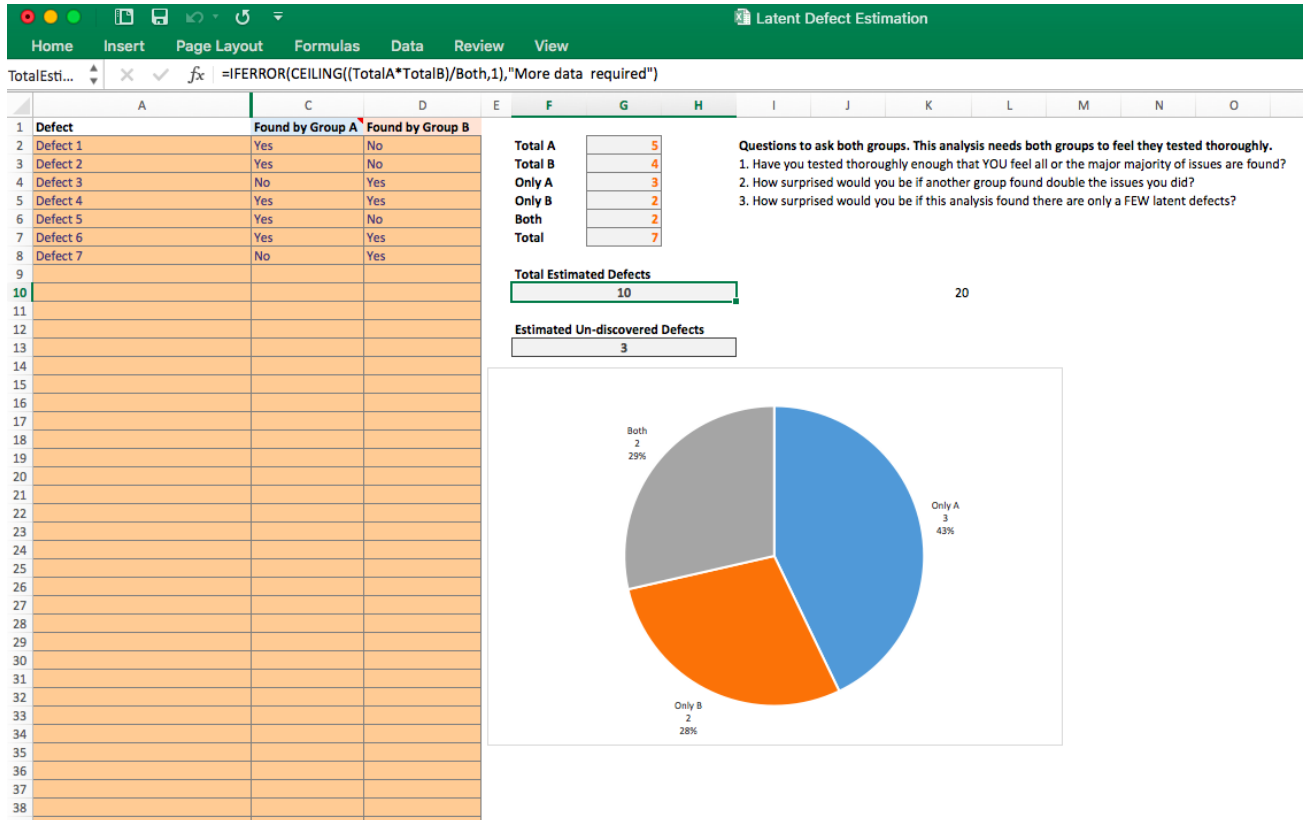 Latent Defect Estimation
Home Insert Page Layout Formulas Data Review View
TotalEsti... fx =IFERROR(CEILING((TotalA*TotalB)/Both,1),"More data  required")
A C D E F G H I J K L M N O
1 Defect Found by Group A Found by Group B
2 Defect 1 Yes No Total A 5 Questions to ask both groups. This analysis needs both groups to feel they tested thoroughly.
3 Defect 2 Yes No Total B 4 1. Have you tested thoroughly enough that YOU feel all or the major majority of issues are found?
4 Defect 3 No Yes Only A 3 2. How surprised would you be if another group found double the issues you did?
5 Defect 4 Yes Yes Only B 2 3. How surprised would you be if this analysis found there are only a FEW latent defects?
6 Defect 5 Yes No Both 2
7 Defect 6 Yes Yes Total 7
8 Defect 7 No Yes
9 Total Estimated Defects
10 10 20
11
12 Estimated Un-discovered Defects
13 3
14
15
16
17
Both
18
2
19
29%
20
21
22
Only A
3
23
43%
24
25
26
27
28
29
30
31
32
Only B
33
2
34
28%
35
36
37
38